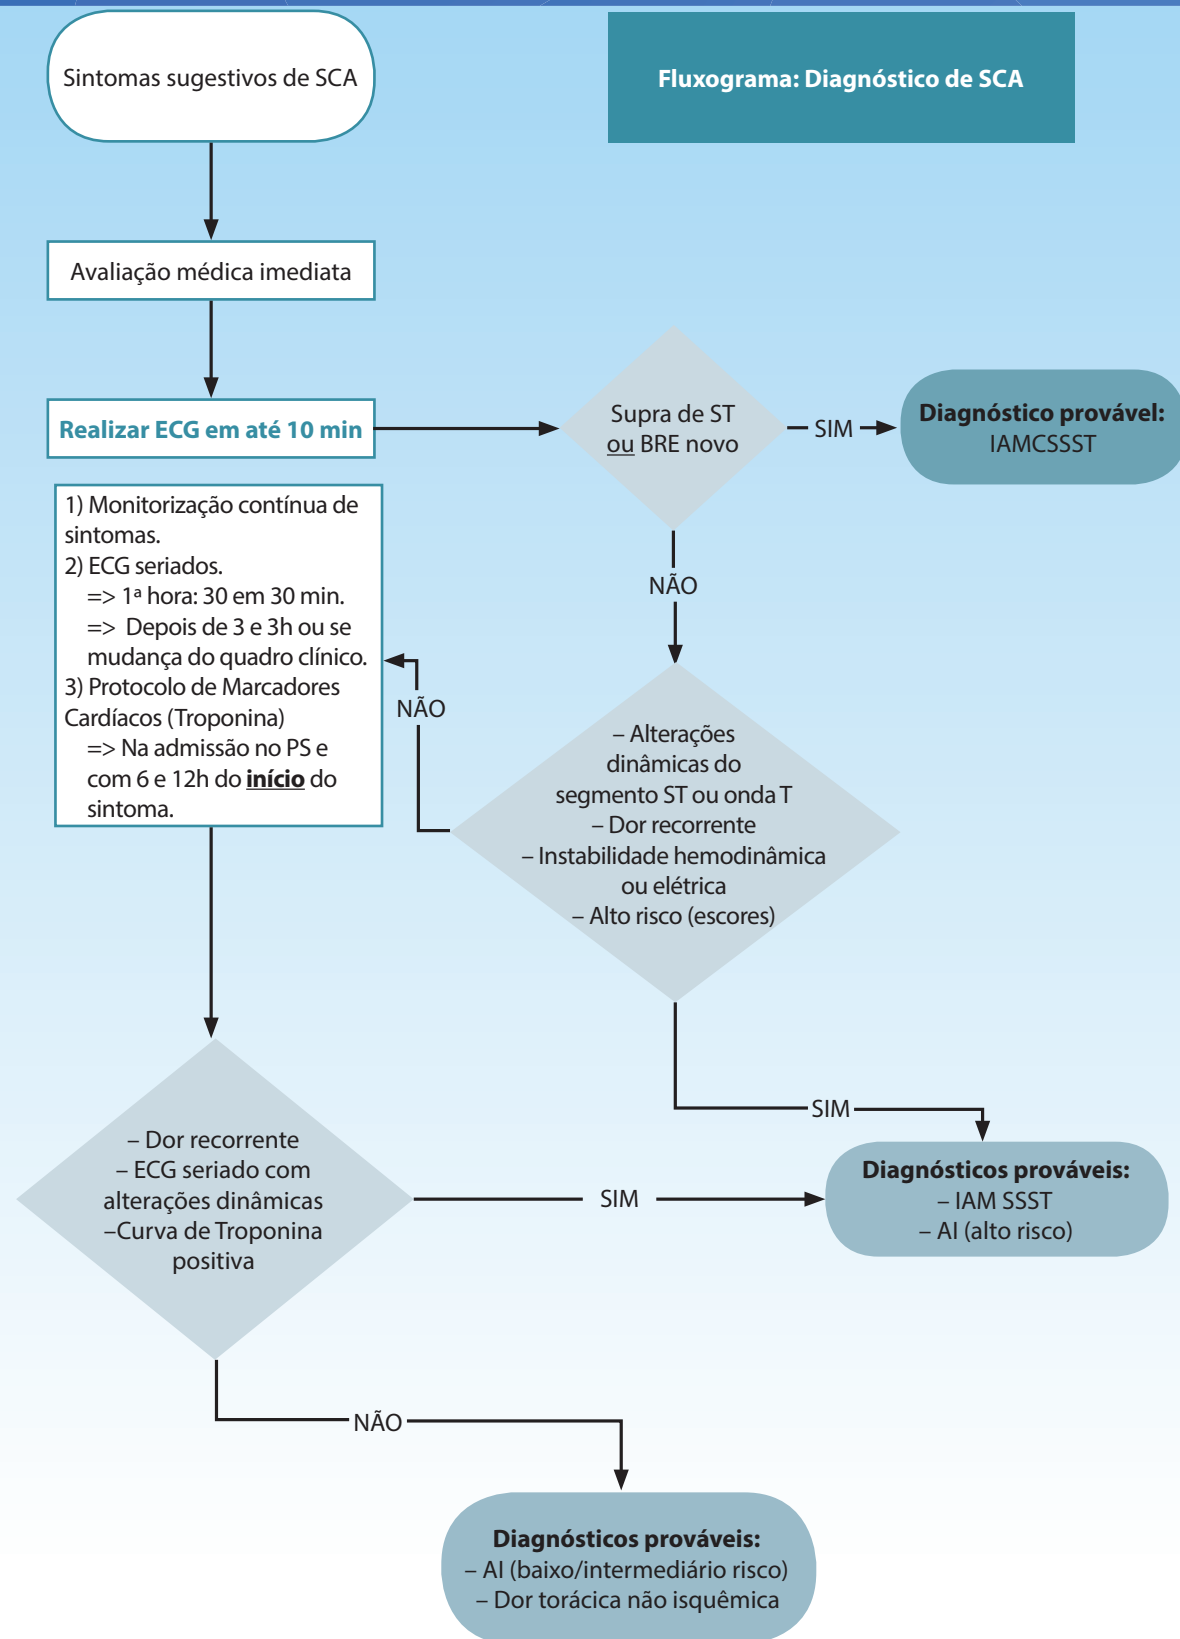 Sintomas sugestivos de SCA
Fluxograma: Diagnóstico de SCA
Avaliação médica imediata
Realizar ECG em até 10 min
Supra de ST
ou BRE novo
SIM
Diagnóstico provável:
IAMCSSST
NÃO
1) Monitorização contínua de
sintomas.
2) ECG seriados.
=> 1ª hora: 30 em 30 min.
=> Depois de 3 e 3h ou se
mudança do quadro clínico.
3) Protocolo de Marcadores
Cardíacos (Troponina)
=> Na admissão no PS e
com 6 e 12h do início do
sintoma.
NÃO
– Alterações
dinâmicas do
segmento ST ou onda T
– Dor recorrente
– Instabilidade hemodinâmica
ou elétrica
– Alto risco (escores)
SIM
– Dor recorrente
– ECG seriado com
alterações dinâmicas
–Curva de Troponina
positiva
SIM
Diagnósticos prováveis:
– IAM SSST
– AI (alto risco)
NÃO
Diagnósticos prováveis:
– AI (baixo/intermediário risco)
– Dor torácica não isquêmica